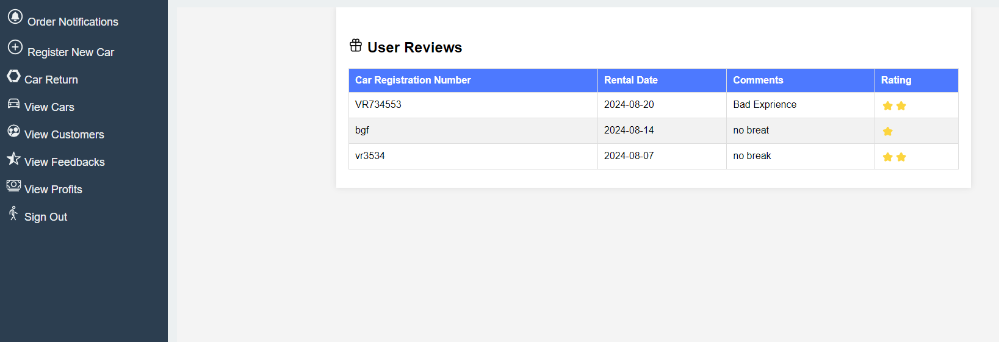 Order Notifications
Register New Car
Car Return
View Cars
View Customers
View Feedbacks
View Profits
Sign Out
User Reviews
Car Registration Number Rental Date Comments Rating
VR734553 2024-08-20 Bad Exprience
bgf 2024-08-14 no breat
vr3534 2024-08-07 no break